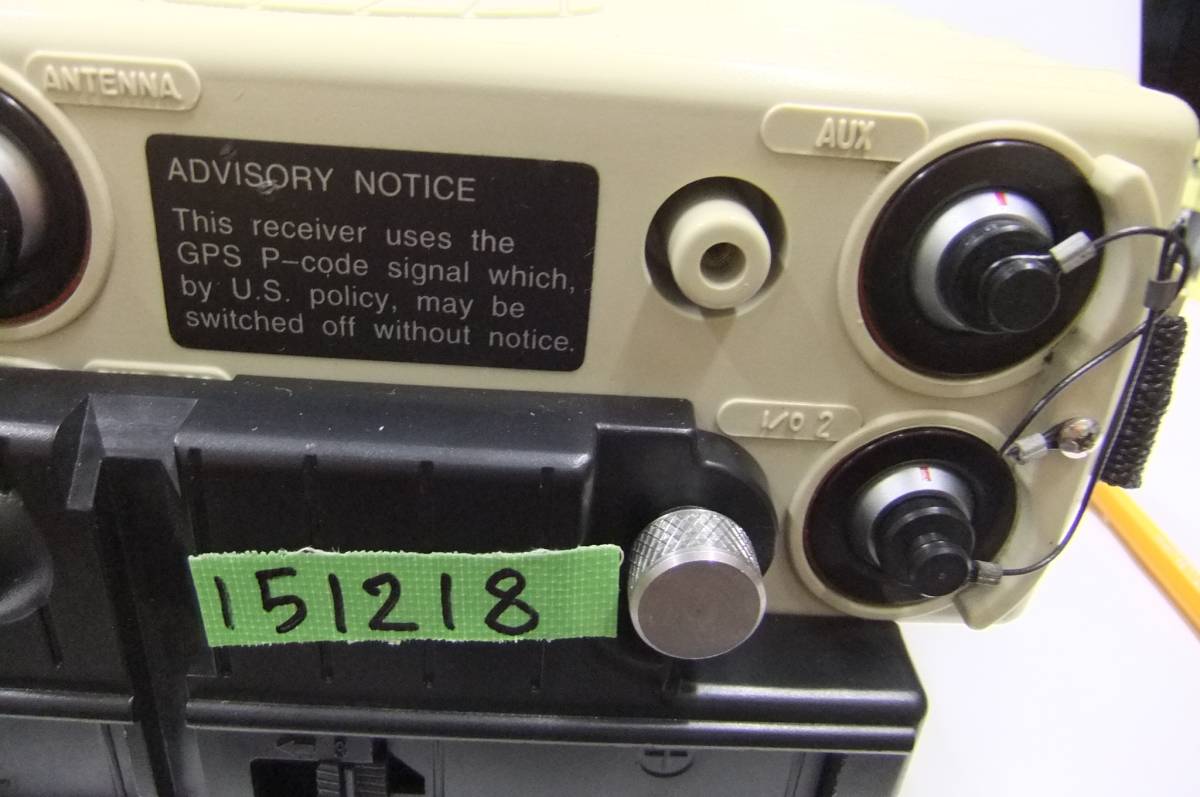 ANTENNA
ADVISORY NOTICE
This receiver uses the
GPS P-code signal which,
by U.S. policy, may be
switched off without notice.
AUX
I/O 2
151218